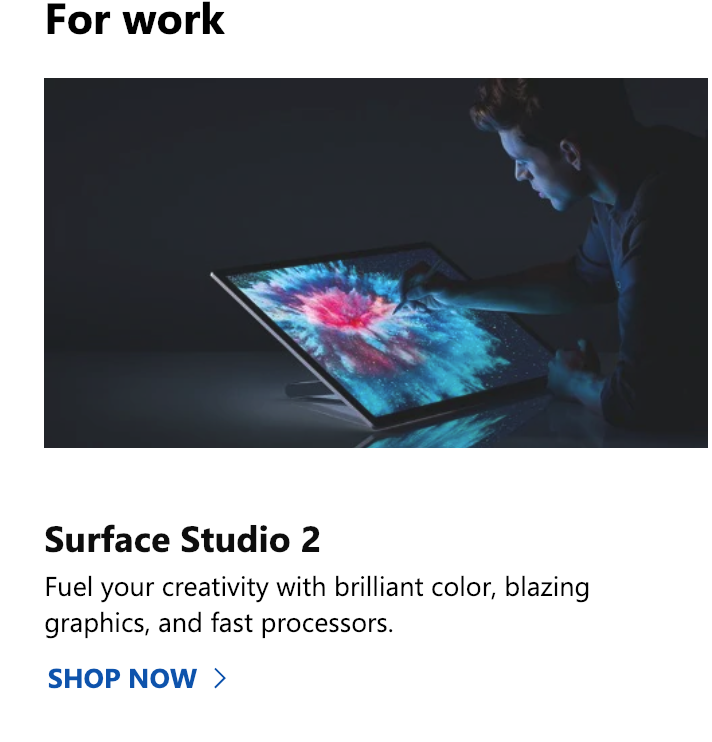 For work
Surface Studio 2
Fuel your creativity with brilliant color, blazing
graphics, and fast processors.
SHOP NOW